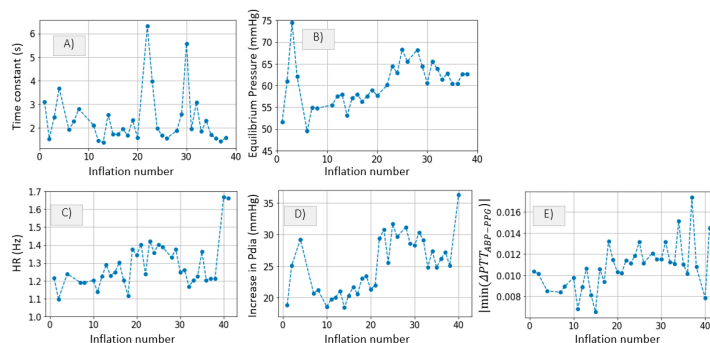 A)
Time constant (s)
6
5
4
3
2
0 10 20 30 40
Inflation number
B)
Equilibrium Pressure (mmHg)
75
70
65
60
55
50
45
0 10 20 30 40
Inflation number
C)
HR (Hz)
1.7
1.6
1.5
1.4
1.3
1.2
1.1
1.0
0 10 20 30 40
Inflation number
D)
Increase in Pdia (mmHg)
35
30
25
20
0 10 20 30 40
Inflation number
E)
|min(ΔPTT_ABP−PPG)|
0.016
0.014
0.012
0.010
0.008
0 10 20 30 40
Inflation number